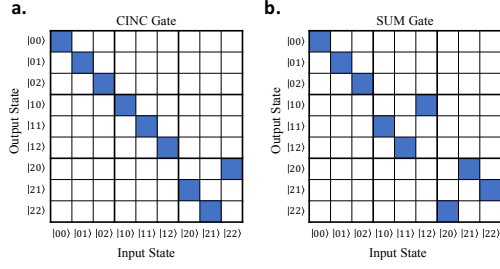 a.
CINC Gate
Output State
|00⟩
|01⟩
|02⟩
|10⟩
|11⟩
|12⟩
|20⟩
|21⟩
|22⟩
|00⟩ |01⟩ |02⟩ |10⟩ |11⟩ |12⟩ |20⟩ |21⟩ |22⟩
Input State
b.
SUM Gate
Output State
|00⟩
|01⟩
|02⟩
|10⟩
|11⟩
|12⟩
|20⟩
|21⟩
|22⟩
|00⟩ |01⟩ |02⟩ |10⟩ |11⟩ |12⟩ |20⟩ |21⟩ |22⟩
Input State